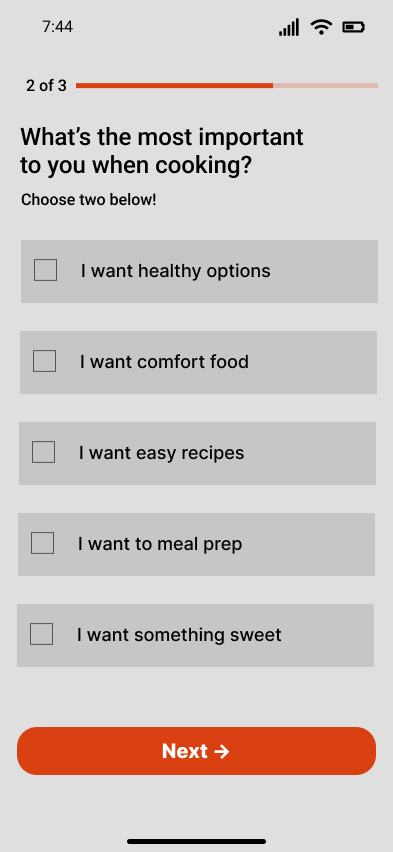 7:44
2 of 3
What’s the most important
to you when cooking?
Choose two below!
I want healthy options
I want comfort food
I want easy recipes
I want to meal prep
I want something sweet
Next →